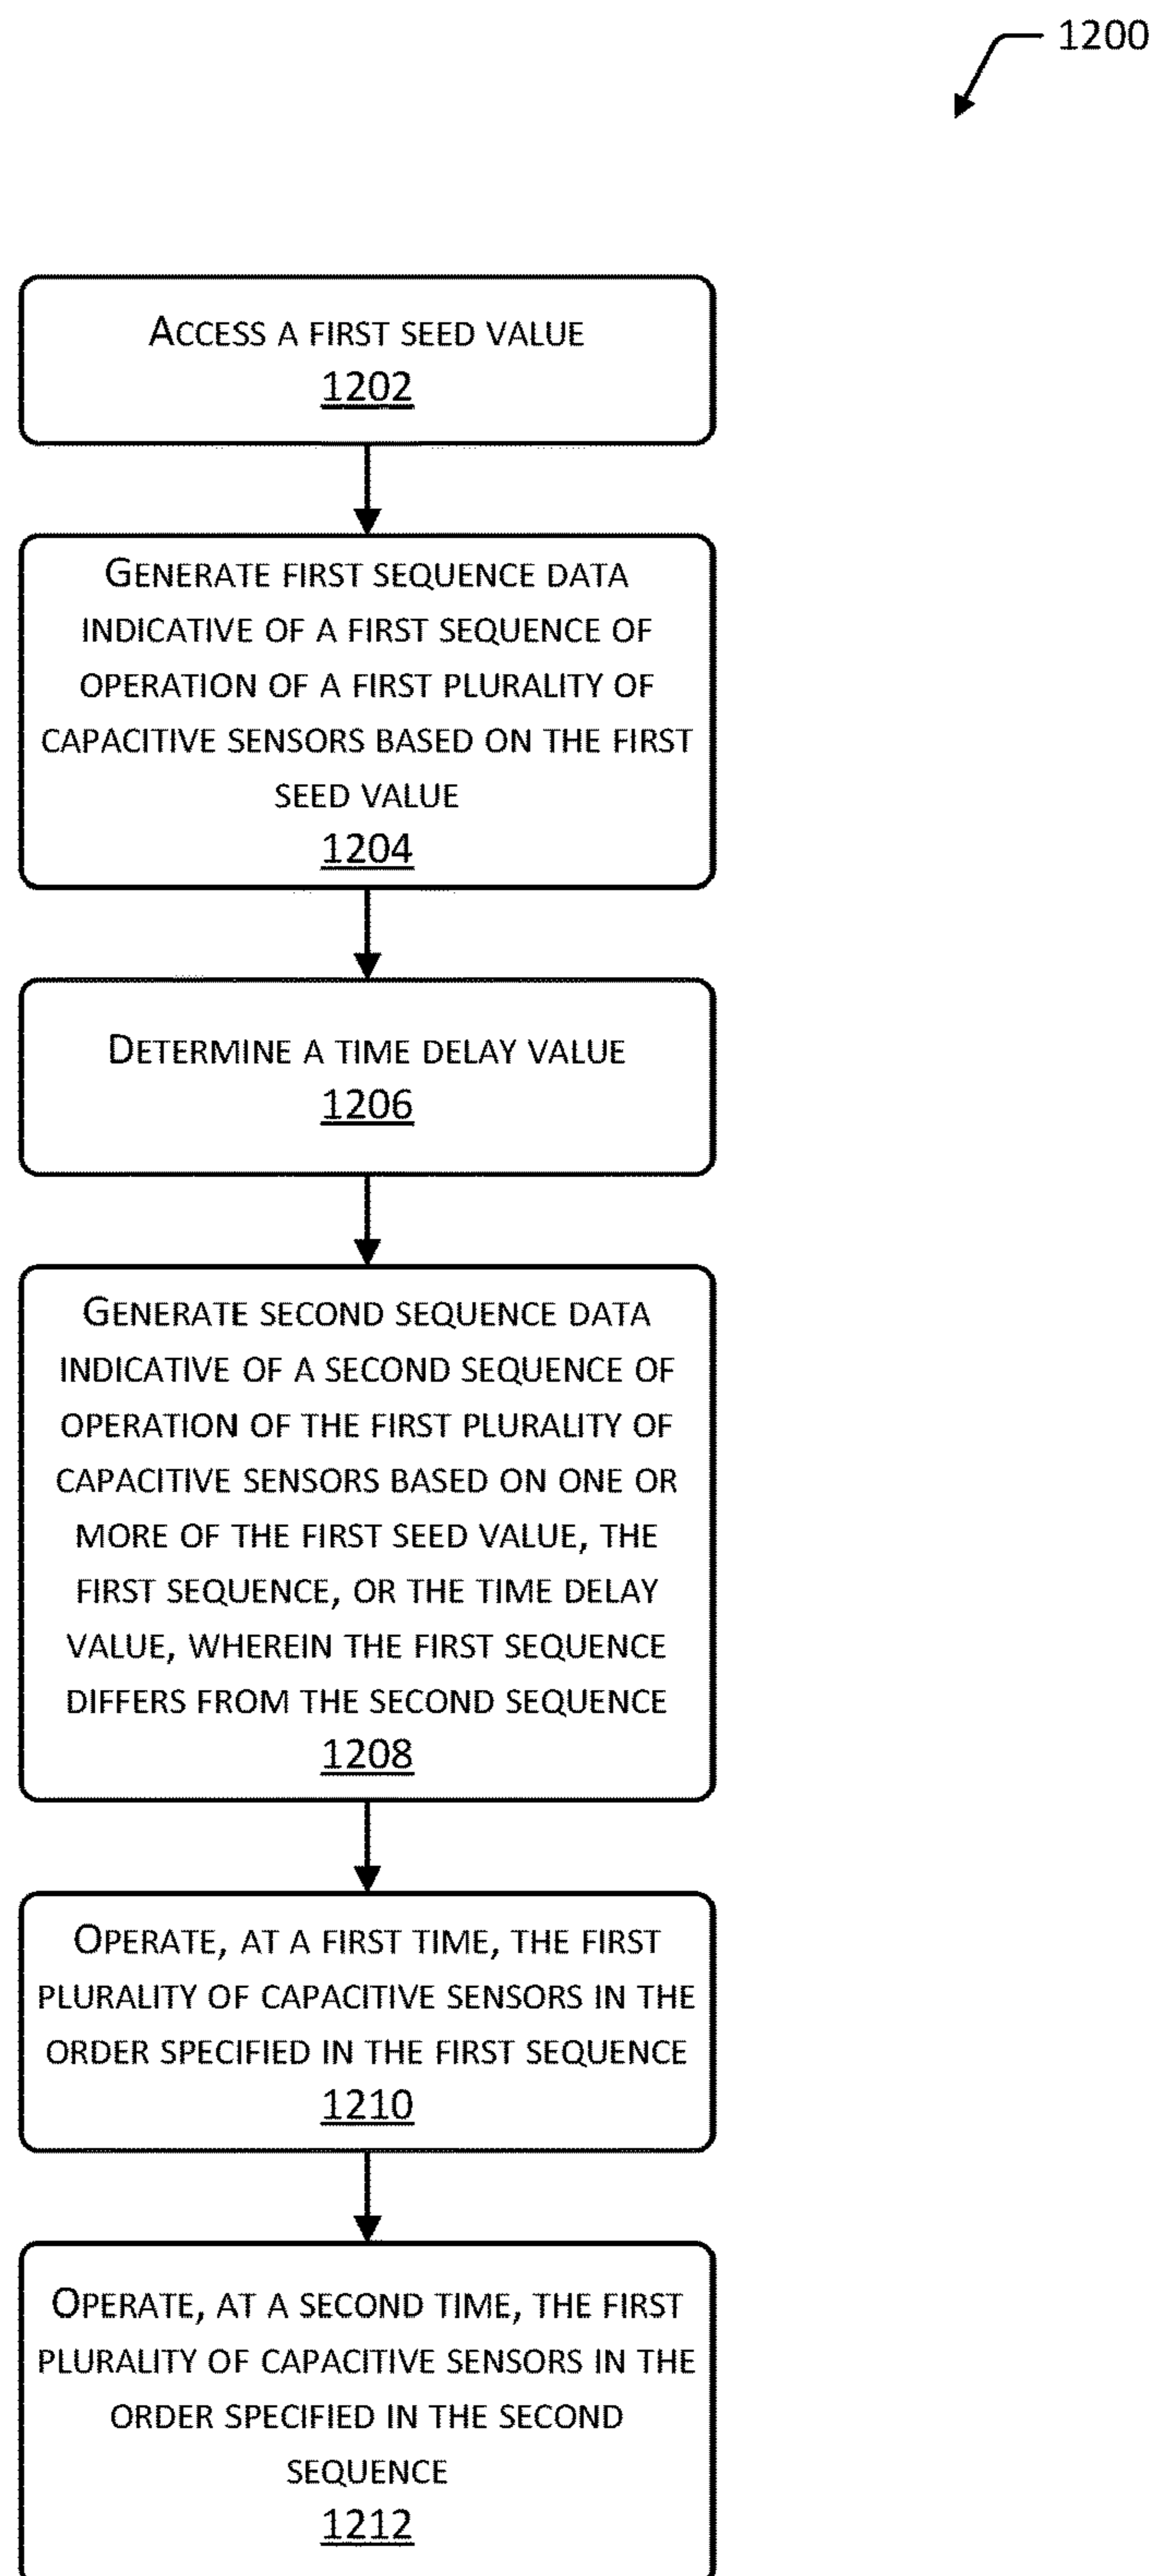 1200
ACCESS A FIRST SEED VALUE
1202
GENERATE FIRST SEQUENCE DATA
INDICATIVE OF A FIRST SEQUENCE OF
OPERATION OF A FIRST PLURALITY OF
CAPACITIVE SENSORS BASED ON THE FIRST
SEED VALUE
1204
DETERMINE A TIME DELAY VALUE
1206
GENERATE SECOND SEQUENCE DATA
INDICATIVE OF A SECOND SEQUENCE OF
OPERATION OF THE FIRST PLURALITY OF
CAPACITIVE SENSORS BASED ON ONE OR
MORE OF THE FIRST SEED VALUE, THE
FIRST SEQUENCE, OR THE TIME DELAY
VALUE, WHEREIN THE FIRST SEQUENCE
DIFFERS FROM THE SECOND SEQUENCE
1208
OPERATE, AT A FIRST TIME, THE FIRST
PLURALITY OF CAPACITIVE SENSORS IN THE
ORDER SPECIFIED IN THE FIRST SEQUENCE
1210
OPERATE, AT A SECOND TIME, THE FIRST
PLURALITY OF CAPACITIVE SENSORS IN THE
ORDER SPECIFIED IN THE SECOND
SEQUENCE
1212